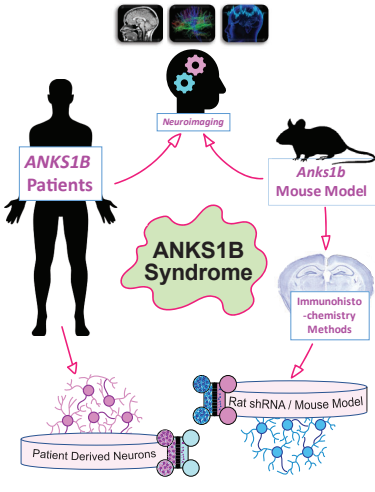 Neuroimaging
ANKS1B
Patients
Anks1b
Mouse Model
ANKS1B
Syndrome
Immunohisto
-chemistry
Methods
Rat shRNA / Mouse Model
Patient Derived Neurons